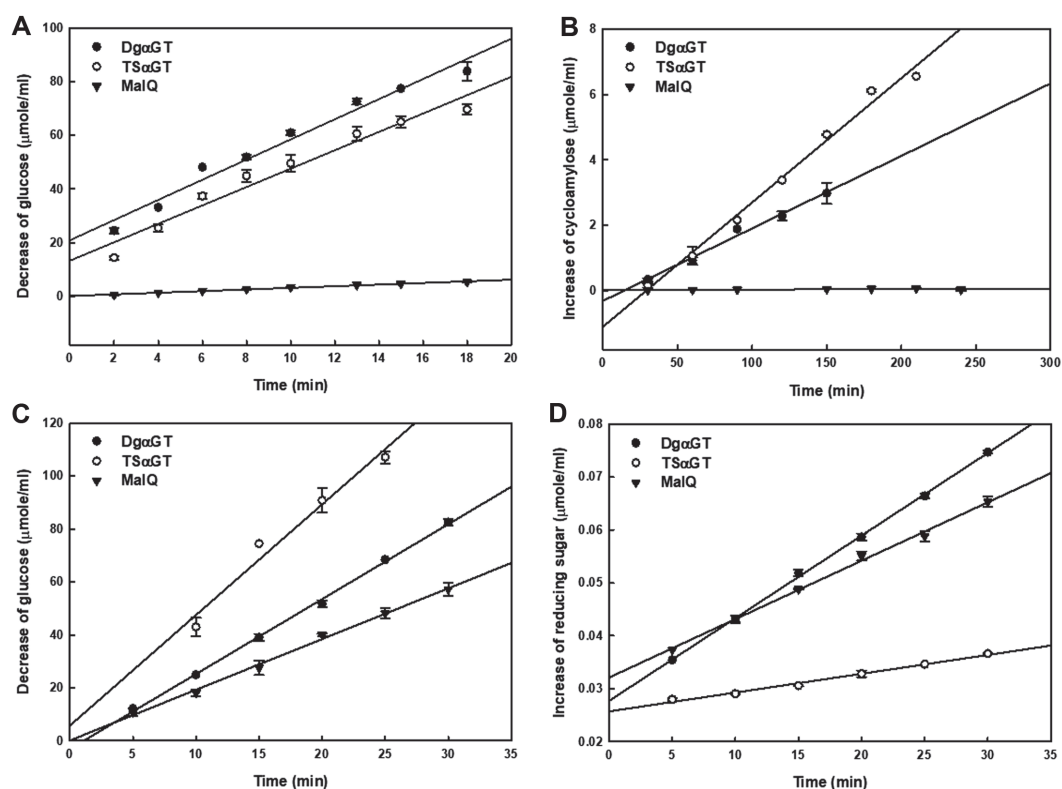 A
DgαGT
TSαGT
MalQ
Decrease of glucose (μmole/ml)
100
80
60
40
20
0
0 2 4 6 8 10 12 14 16 18 20
Time (min)
B
DgαGT
TSαGT
MalQ
Increase of cycloamylose (μmole/ml)
8
6
4
2
0
0 50 100 150 200 250 300
Time (min)
C
DgαGT
TSαGT
MalQ
Decrease of glucose (μmole/ml)
120
100
80
60
40
20
0
0 5 10 15 20 25 30 35
Time (min)
D
DgαGT
TSαGT
MalQ
Increase of reducing sugar (μmole/ml)
0.08
0.07
0.06
0.05
0.04
0.03
0.02
0 5 10 15 20 25 30 35
Time (min)